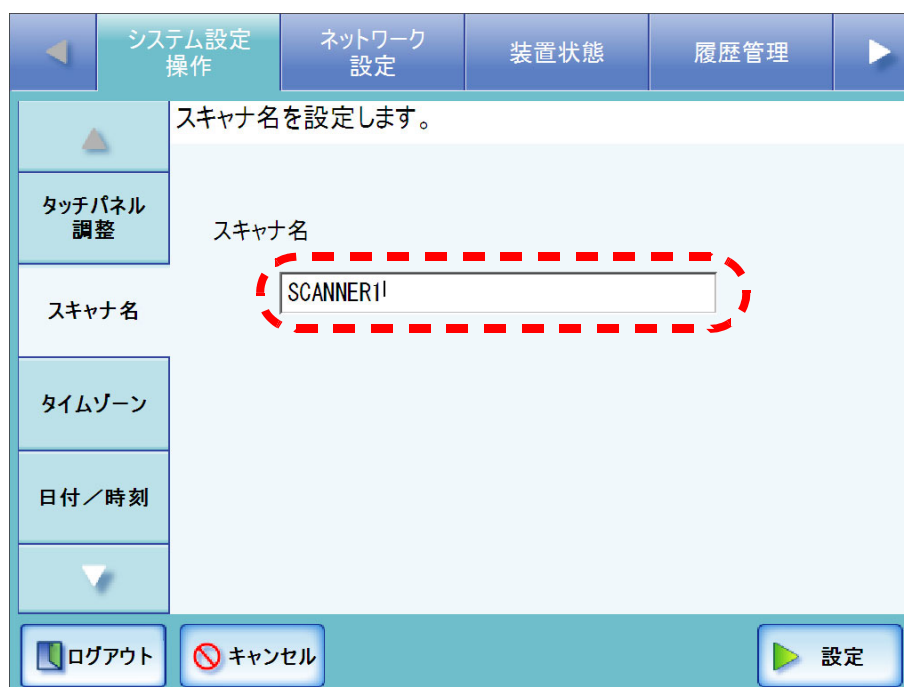 システム設定
操作
ネットワーク
設定
装置状態
履歴管理
スキャナ名を設定します。
タッチパネル
調整
スキャナ名
SCANNER1
スキャナ名
タイムゾーン
日付／時刻
ログアウト
キャンセル
設定